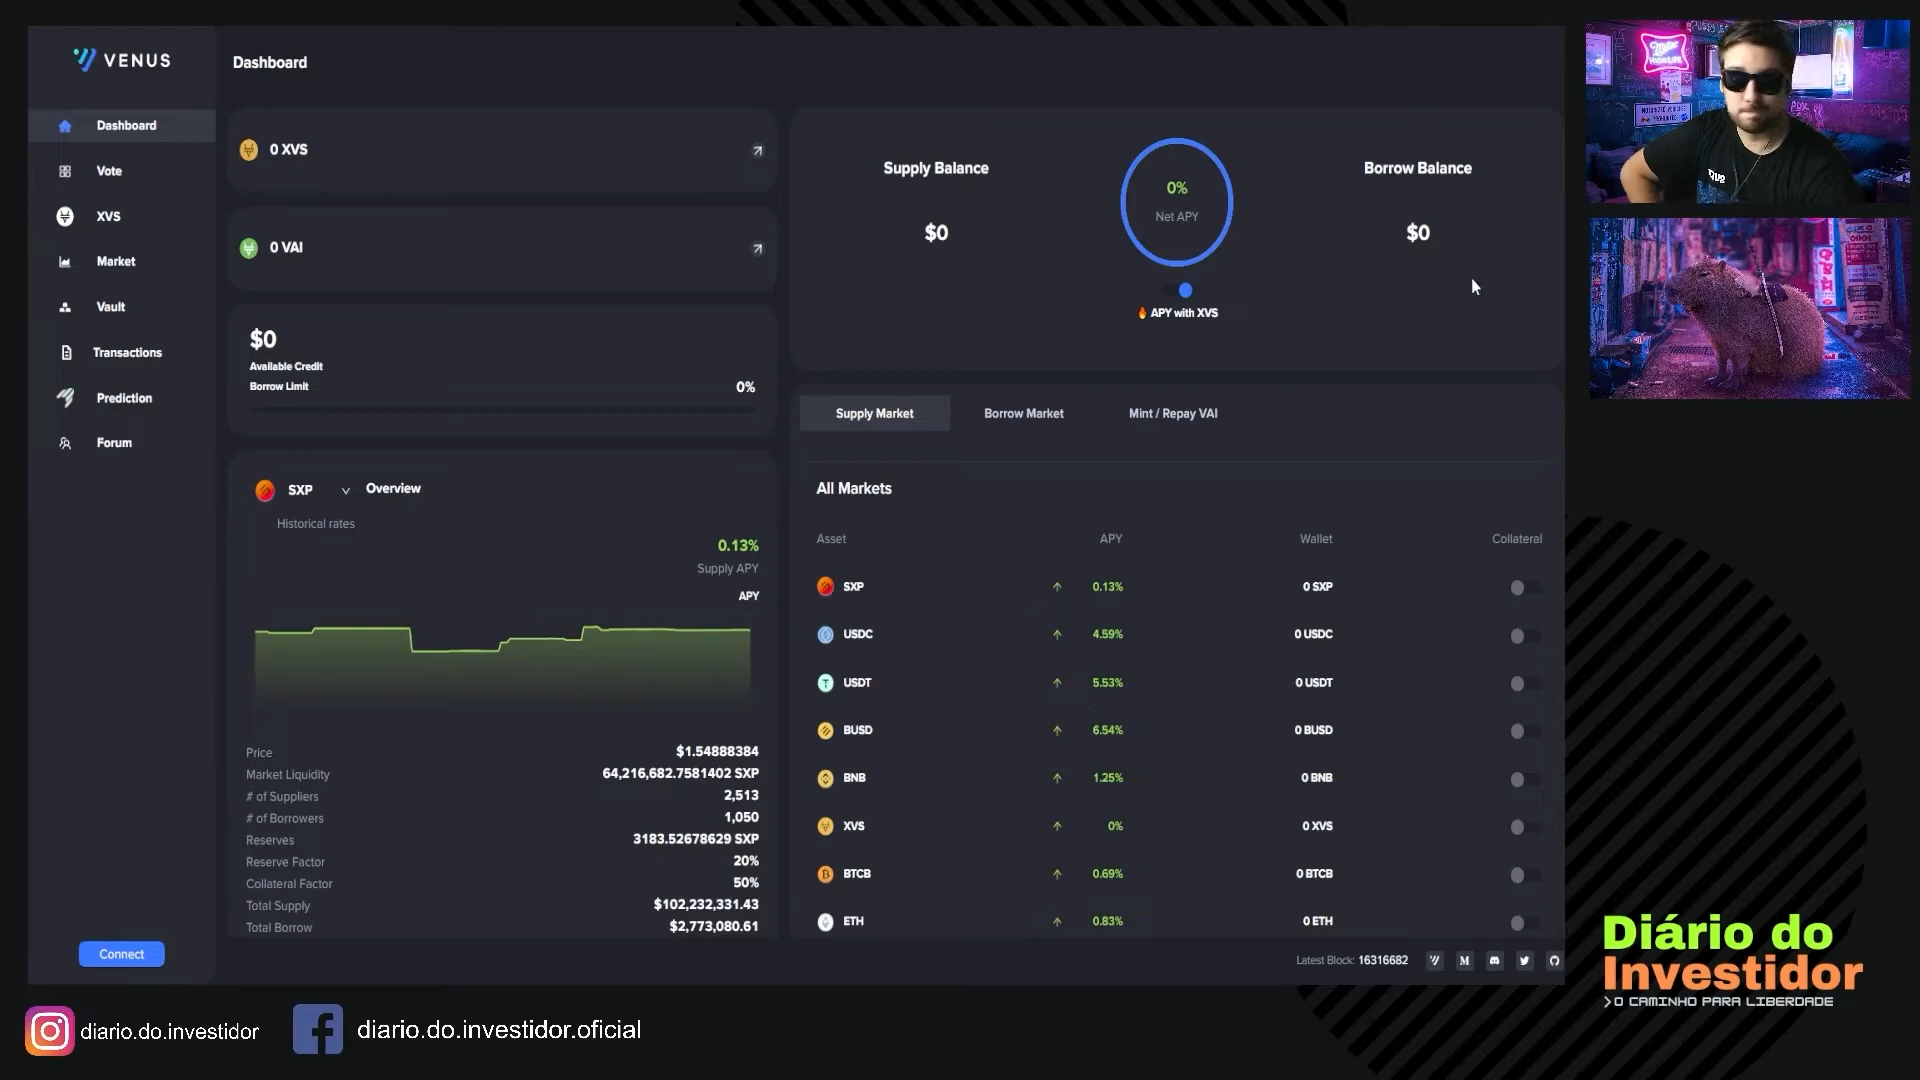 VENUS
Dashboard
Vote
XVS
Market
Vault
Transactions
Prediction
Forum
Connect
Dashboard
0 XVS
0 VAI
$0
Available Credit
Borrow Limit
0%
SXP
Overview
Historical rates
0.13%
Supply APY
APY
Price $1.54888384
Market Liquidity 64,216,682.7581402 SXP
# of Suppliers 2,513
# of Borrowers 1,050
Reserves 3183.52678629 SXP
Reserve Factor 20%
Collateral Factor 50%
Total Supply $102,232,331.43
Total Borrow $2,773,080.61
Supply Balance
$0
0%
Net APY
APY with XVS
Borrow Balance
$0
Supply Market Borrow Market Mint / Repay VAI
All Markets
Asset APY Wallet Collateral
SXP 0.13% 0 SXP
USDC 4.59% 0 USDC
USDT 5.53% 0 USDT
BUSD 6.54% 0 BUSD
BNB 1.25% 0 BNB
XVS 0% 0 XVS
BTCB 0.69% 0 BTCB
ETH 0.83% 0 ETH
Latest Block: 16316682
Miller
HIGH LIFE
Diário do
Investidor
>O CAMINHO PARA LIBERDADE
diario.do.investidor
diario.do.investidor.oficial